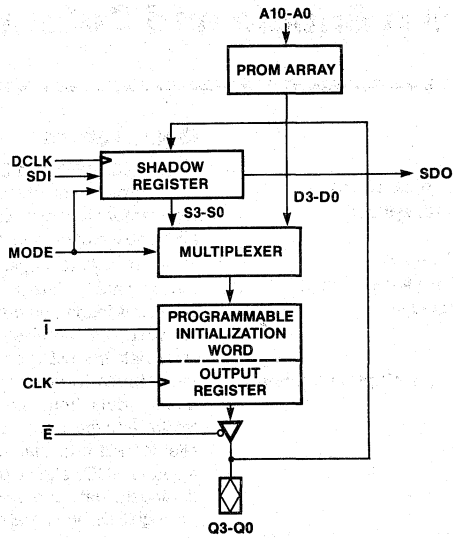 A10-A0
PROM ARRAY
DCLK
SDI
SHADOW
REGISTER
SDO
S3-S0
D3-D0
MODE
MULTIPLEXER
I̅
PROGRAMMABLE
INITIALIZATION
WORD
CLK
OUTPUT
REGISTER
E̅
Q3-Q0